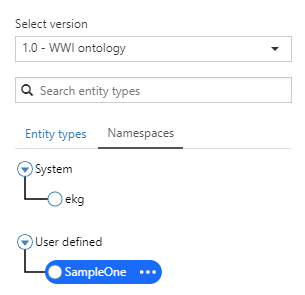 Select version
1.0 - WWI ontology
Search entity types
Entity types Namespaces
System
ekg
User defined
SampleOne